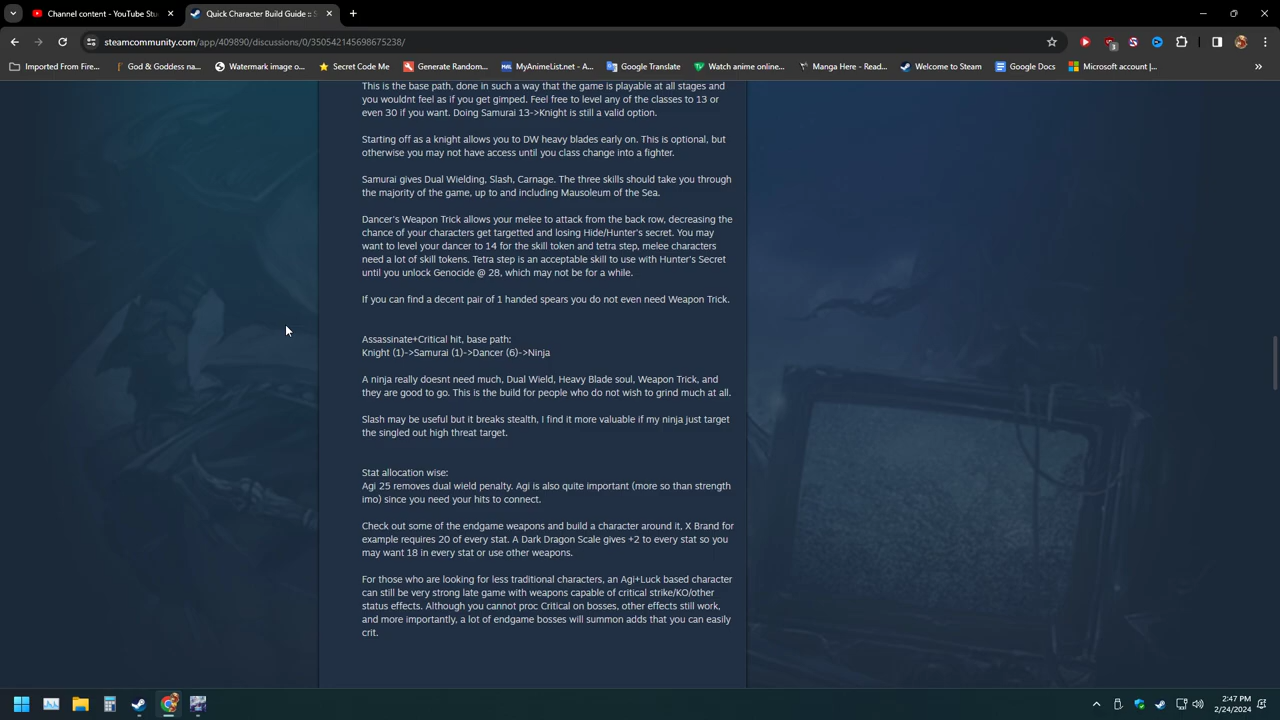 Channel content - YouTube Stu
Quick Character Build Guide :: S
steamcommunity.com/app/409890/discussions/0/350542145698675238/
3
Imported From Fire...
God & Goddess na...
Watermark image o...
Secret Code Me
Generate Random...
MyAnimeList.net - A...
Google Translate
Watch anime online...
Manga Here - Read...
Welcome to Steam
Google Docs
Microsoft account |...
This is the base path, done in such a way that the game is playable at all stages and
you wouldnt feel as if you get gimped. Feel free to level any of the classes to 13 or
even 30 if you want. Doing Samurai 13->Knight is still a valid option.
Starting off as a knight allows you to DW heavy blades early on. This is optional, but
otherwise you may not have access until you class change into a fighter.
Samurai gives Dual Wielding, Slash, Carnage. The three skills should take you through
the majority of the game, up to and including Mausoleum of the Sea.
Dancer's Weapon Trick allows your melee to attack from the back row, decreasing the
chance of your characters get targetted and losing Hide/Hunter's secret. You may
want to level your dancer to 14 for the skill token and tetra step, melee characters
need a lot of skill tokens. Tetra step is an acceptable skill to use with Hunter's Secret
until you unlock Genocide @ 28, which may not be for a while.
If you can find a decent pair of 1 handed spears you do not even need Weapon Trick.
Assassinate+Critical hit, base path:
Knight (1)->Samurai (1)->Dancer (6)->Ninja
A ninja really doesnt need much, Dual Wield, Heavy Blade soul, Weapon Trick, and
they are good to go. This is the build for people who do not wish to grind much at all.
Slash may be useful but it breaks stealth, I find it more valuable if my ninja just target
the singled out high threat target.
Stat allocation wise:
Agi 25 removes dual wield penalty. Agi is also quite important (more so than strength
imo) since you need your hits to connect.
Check out some of the endgame weapons and build a character around it, X Brand for
example requires 20 of every stat. A Dark Dragon Scale gives +2 to every stat so you
may want 18 in every stat or use other weapons.
For those who are looking for less traditional characters, an Agi+Luck based character
can still be very strong late game with weapons capable of critical strike/KO/other
status effects. Although you cannot proc Critical on bosses, other effects still work,
and more importantly, a lot of endgame bosses will summon adds that you can easily
crit.
2:47 PM
2/24/2024